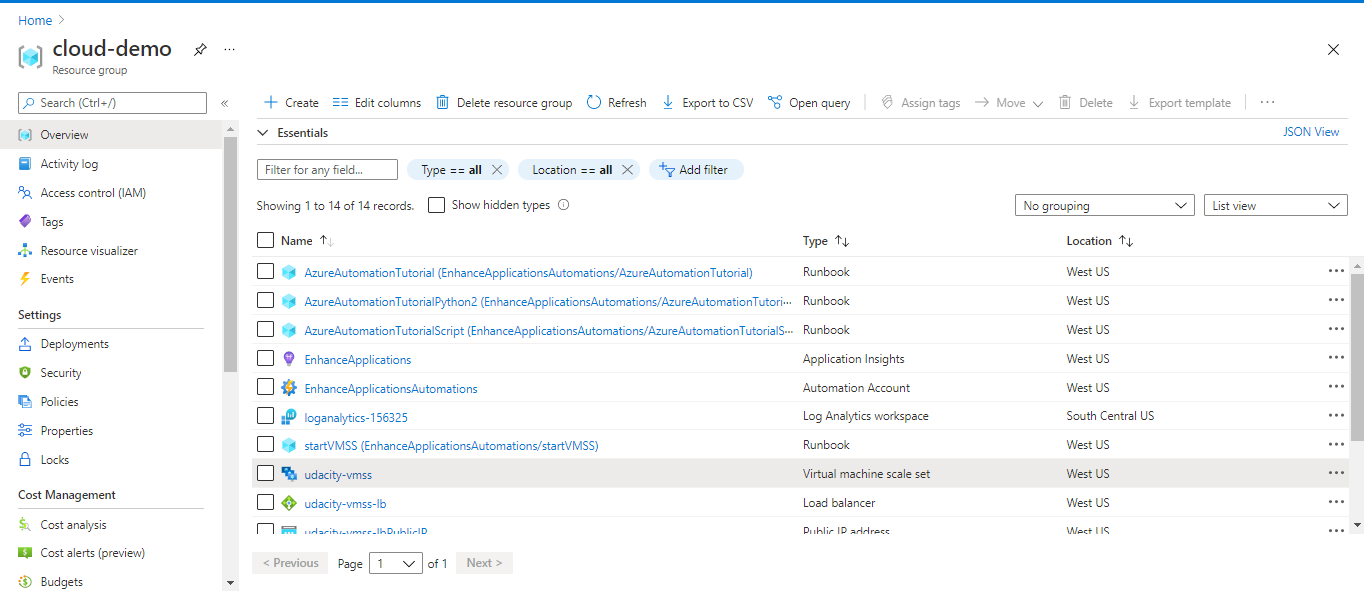 Home
cloud-demo
Resource group
Search (Ctrl+/)
Overview
Activity log
Access control (IAM)
Tags
Resource visualizer
Events
Settings
Deployments
Security
Policies
Properties
Locks
Cost Management
Cost analysis
Cost alerts (preview)
Budgets
Create Edit columns Delete resource group Refresh Export to CSV Open query Assign tags Move Delete Export template
Essentials JSON View
Filter for any field... Type == all Location == all Add filter
Showing 1 to 14 of 14 records. Show hidden types No grouping List view
Name Type Location
AzureAutomationTutorial (EnhanceApplicationsAutomations/AzureAutomationTutorial) Runbook West US
AzureAutomationTutorialPython2 (EnhanceApplicationsAutomations/AzureAutomationTutori... Runbook West US
AzureAutomationTutorialScript (EnhanceApplicationsAutomations/AzureAutomationTutorialS... Runbook West US
EnhanceApplications Application Insights West US
EnhanceApplicationsAutomations Automation Account West US
loganalytics-156325 Log Analytics workspace South Central US
startVMSS (EnhanceApplicationsAutomations/startVMSS) Runbook West US
udacity-vmss Virtual machine scale set West US
udacity-vmss-lb Load balancer West US
udacity-vmss-lbPublicIP Public IP address West US
< Previous Page 1 of 1 Next >